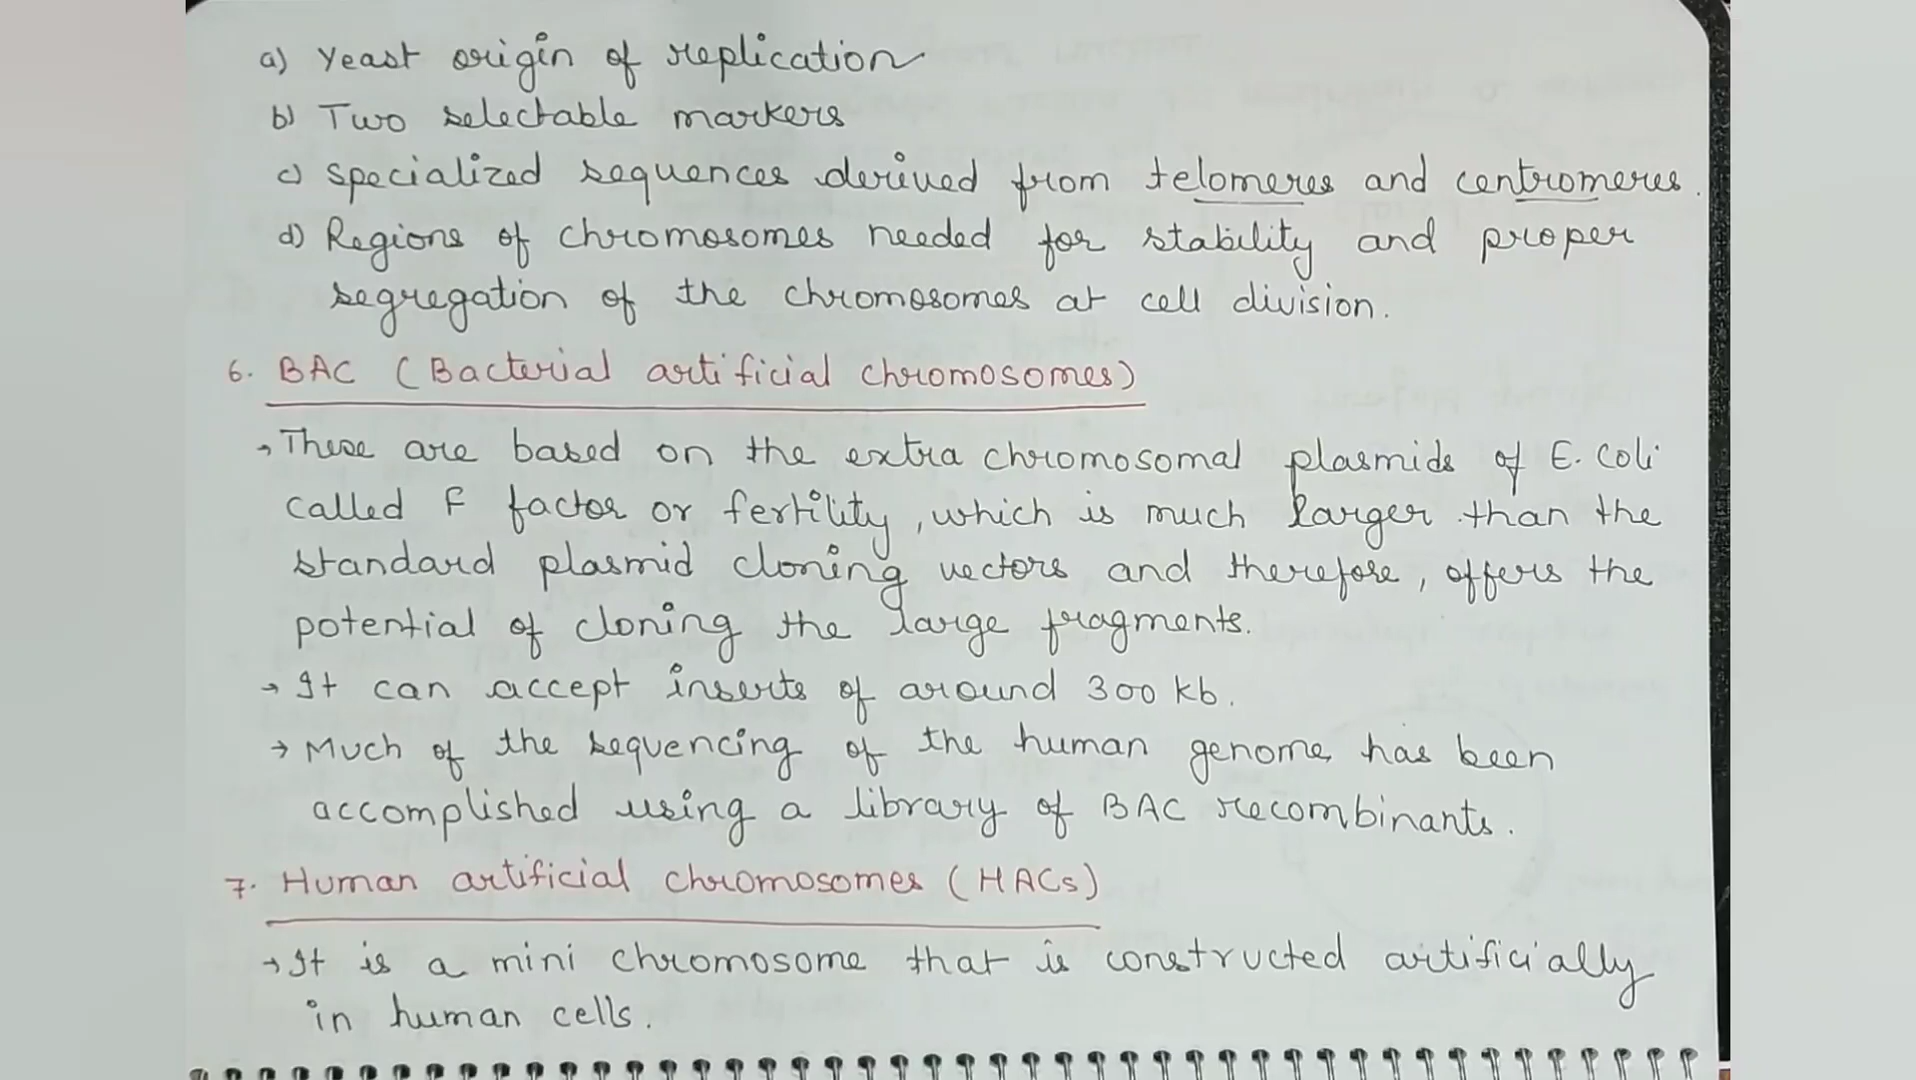 a) Yeast origin of replication
b) Two selectable markers
c) specialized sequences derived from telomeres and centromeres.
d) Regions of chromosomes needed for stability and proper
segregation of the chromosomes at cell division.
6. BAC (Bacterial artificial chromosomes)
→ These are based on the extra chromosomal plasmids of E. coli
called F factor or fertility, which is much larger than the
standard plasmid cloning vectors and therefore, offers the
potential of cloning the large fragments.
→ It can accept inserts of around 300 kb.
→ Much of the sequencing of the human genome has been
accomplished using a library of BAC recombinants.
7. Human artificial chromosomes (HACs)
→ It is a mini chromosome that is constructed artificially
in human cells.